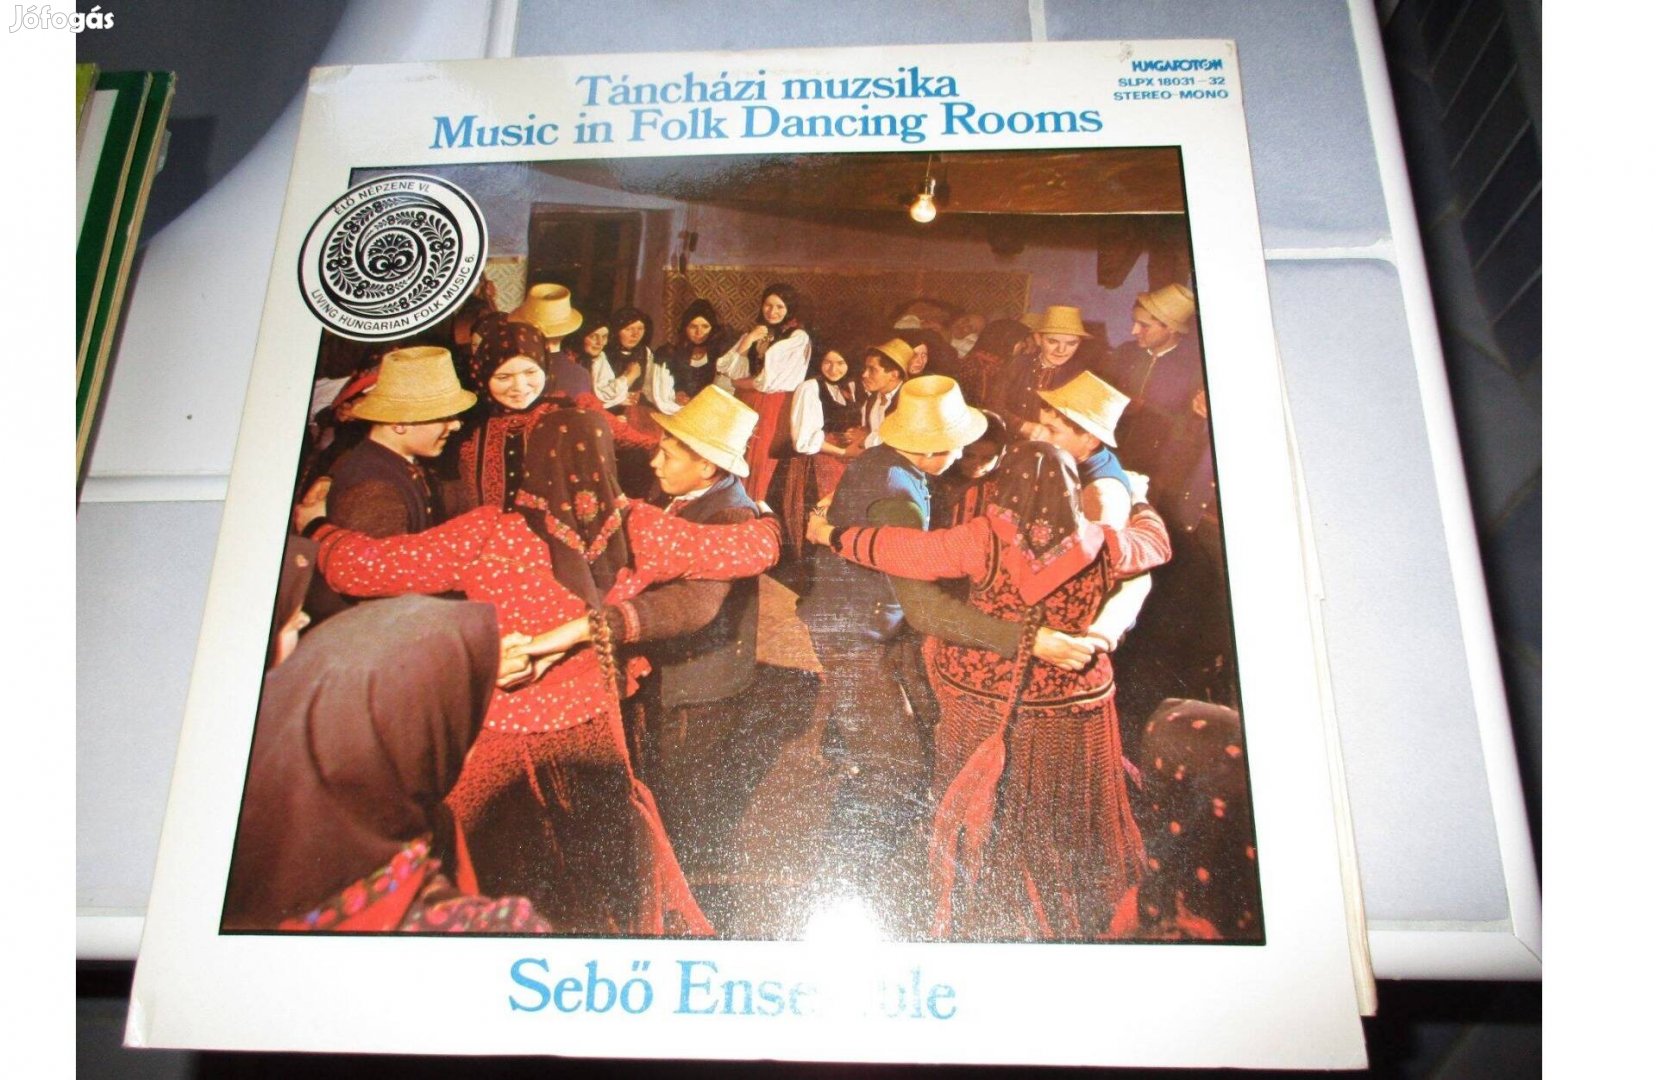 Jófogás
HUNGAROTON
SLPX 18031-32
STEREO-MONO
Táncházi muzsika
Music in Folk Dancing Rooms
ÉLŐ NÉPZENE VI.
LIVING HUNGARIAN FOLK MUSIC 6.
Sebő Ensemble